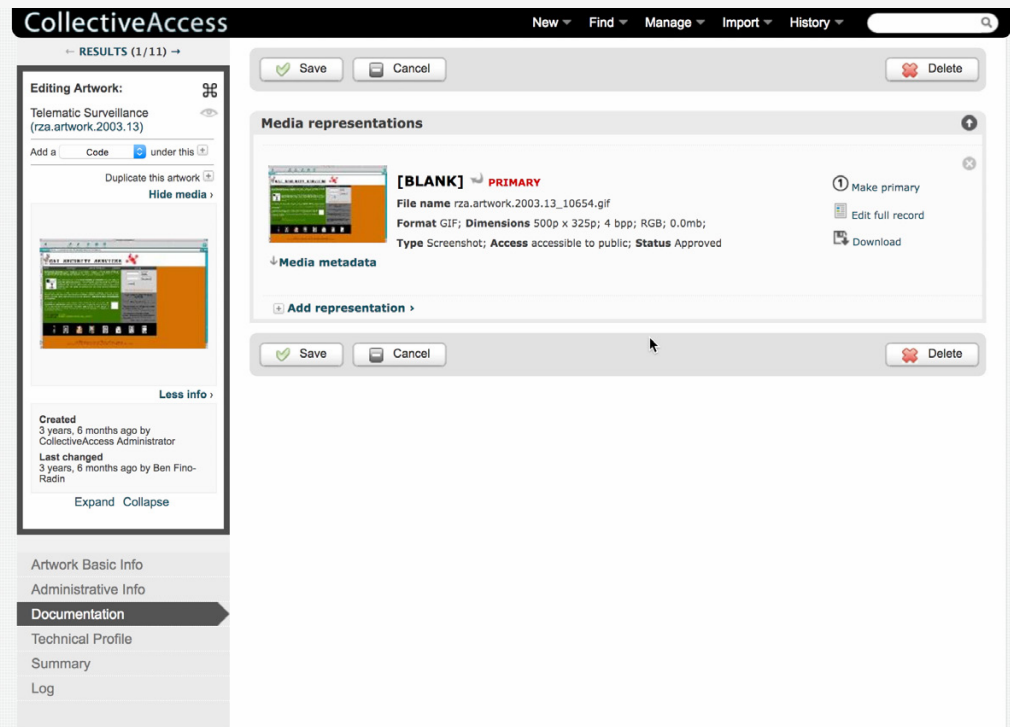 CollectiveAccess
New Find Manage Import History
← RESULTS (1/11) →
Editing Artwork:
Telematic Surveillance
(rza.artwork.2003.13)
Add a Code under this
Duplicate this artwork
Hide media ›
Less info ›
Created
3 years, 6 months ago by
CollectiveAccess Administrator
Last changed
3 years, 6 months ago by Ben Fino-
Radin
Expand Collapse
Artwork Basic Info
Administrative Info
Documentation
Technical Profile
Summary
Log
Save Cancel Delete
Media representations
[BLANK] PRIMARY
File name rza.artwork.2003.13_10654.gif
Format GIF; Dimensions 500p x 325p; 4 bpp; RGB; 0.0mb;
Type Screenshot; Access accessible to public; Status Approved
Media metadata
1 Make primary
Edit full record
Download
Add representation ›
Save Cancel Delete